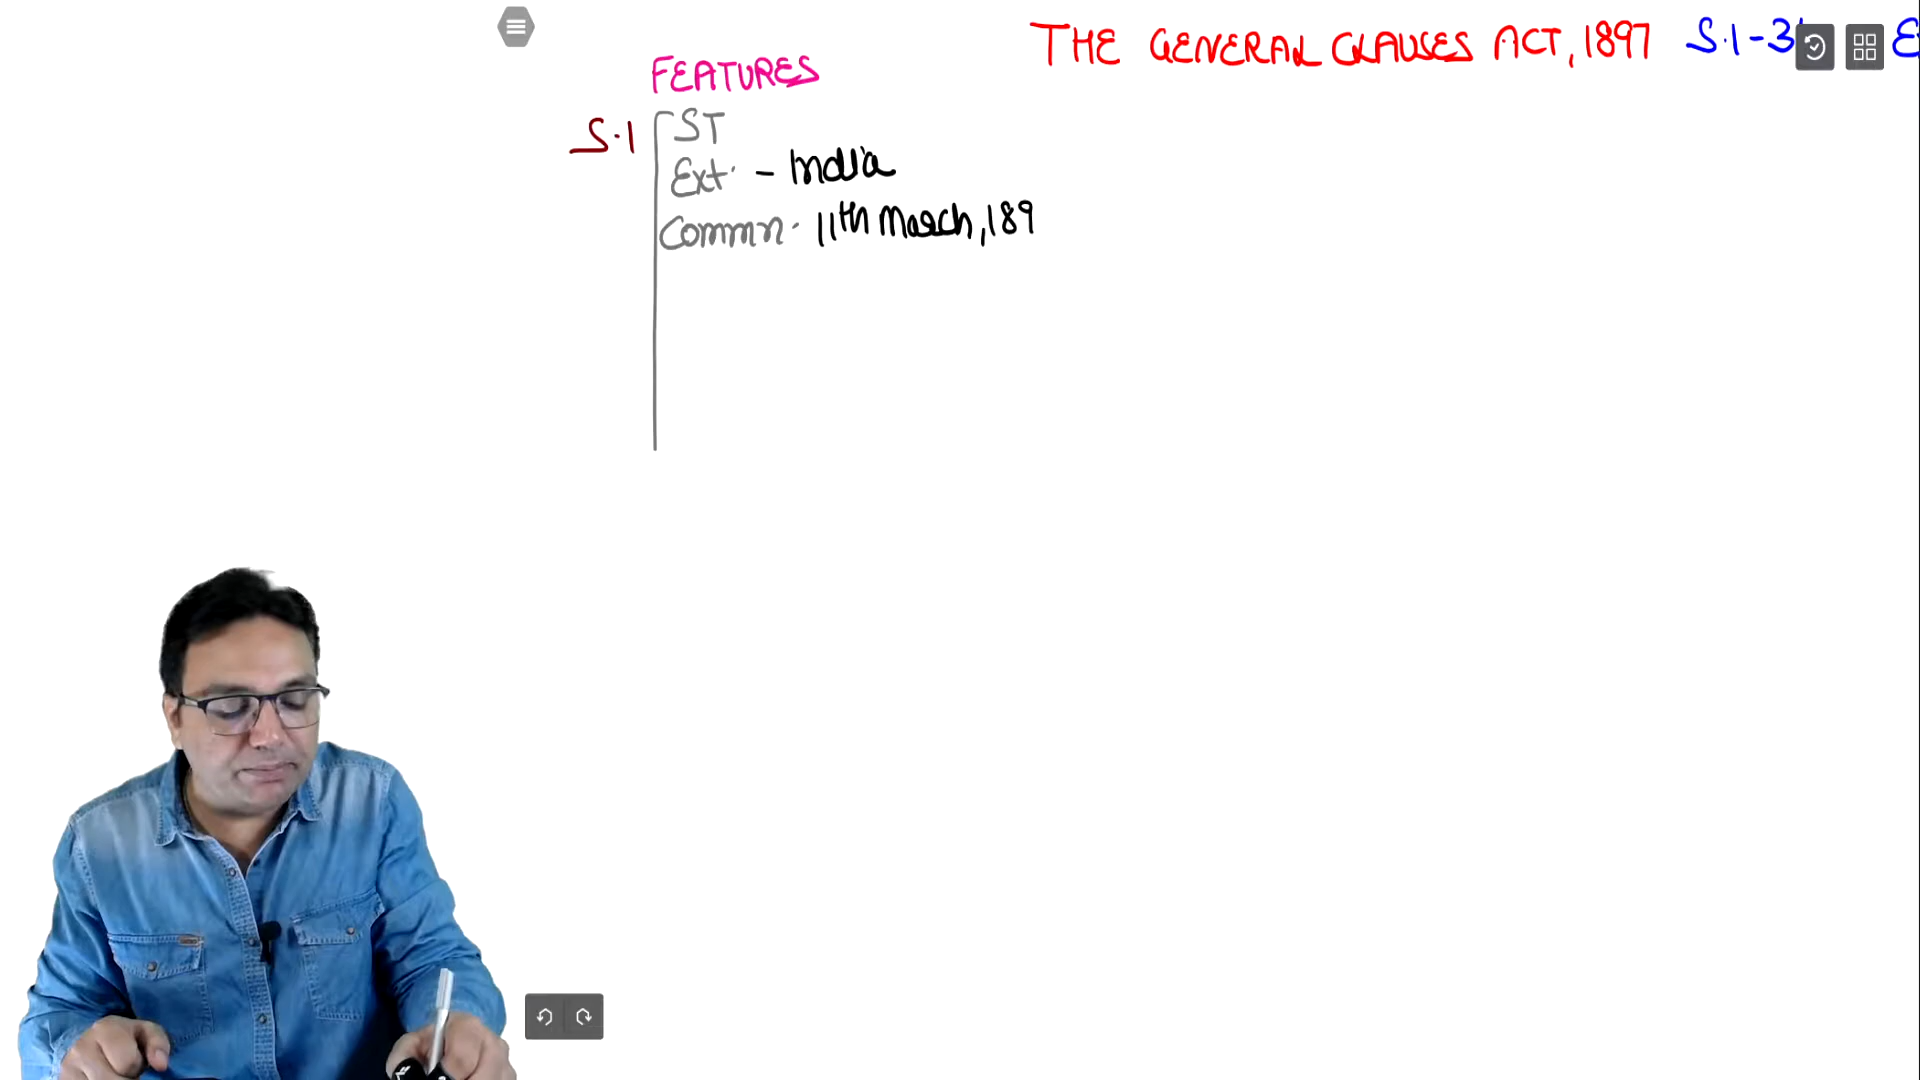 THE GENERAL CLAUSES ACT, 1897 S.1-3
FEATURES
S.1
ST
Ext. - India
Commn. 11th March, 189